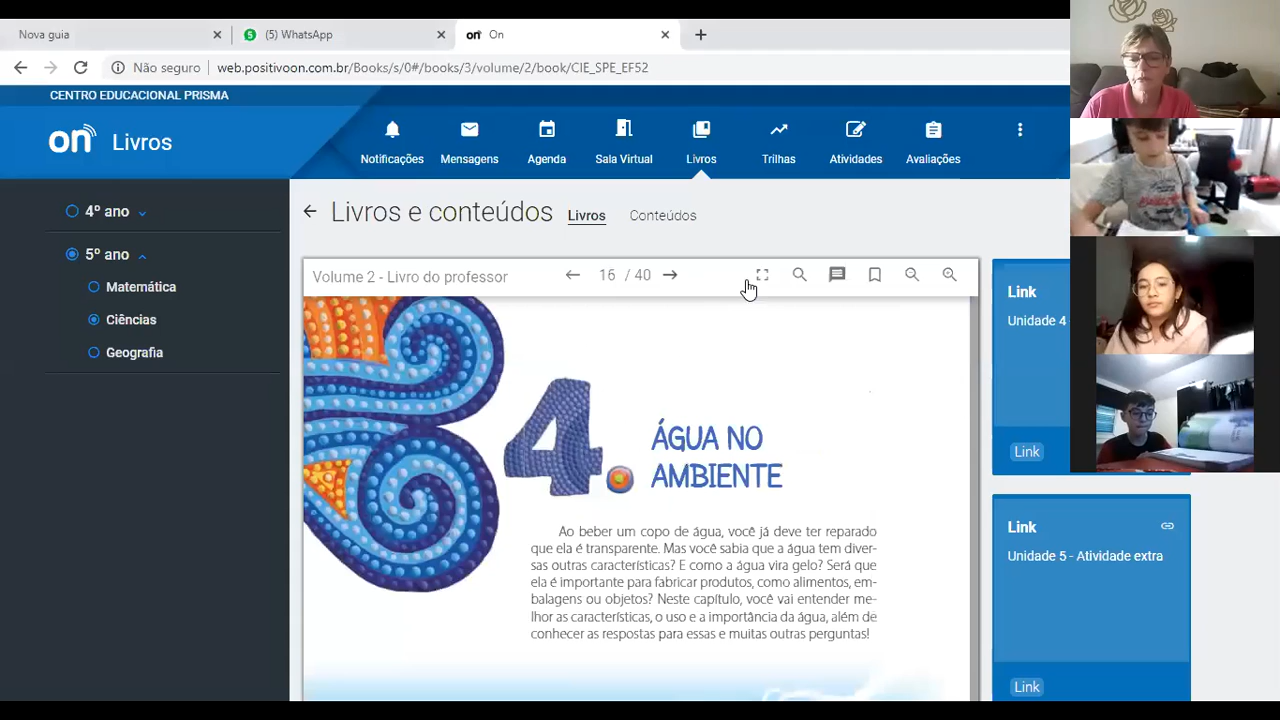 Nova guia
(5) WhatsApp
On
Não seguro
web.positivoon.com.br/Books/s/0#/books/3/volume/2/book/CIE_SPE_EF52
CENTRO EDUCACIONAL PRISMA
on
Livros
Notificações
Mensagens
Agenda
Sala Virtual
Livros
Trilhas
Atividades
Avaliações
4º ano
5º ano
Matemática
Ciências
Geografia
Livros e conteúdos
Livros
Conteúdos
Volume 2 - Livro do professor
16 / 40
4.
ÁGUA NO
AMBIENTE
Ao beber um copo de água, você já deve ter reparado
que ela é transparente. Mas você sabia que a água tem diver-
sas outras características? E como a água vira gelo? Será que
ela é importante para fabricar produtos, como alimentos, em-
balagens ou objetos? Neste capítulo, você vai entender me-
lhor as características, o uso e a importância da água, além de
conhecer as respostas para essas e muitas outras perguntas!
Link
Unidade 4
Link
Link
Unidade 5 - Atividade extra
Link